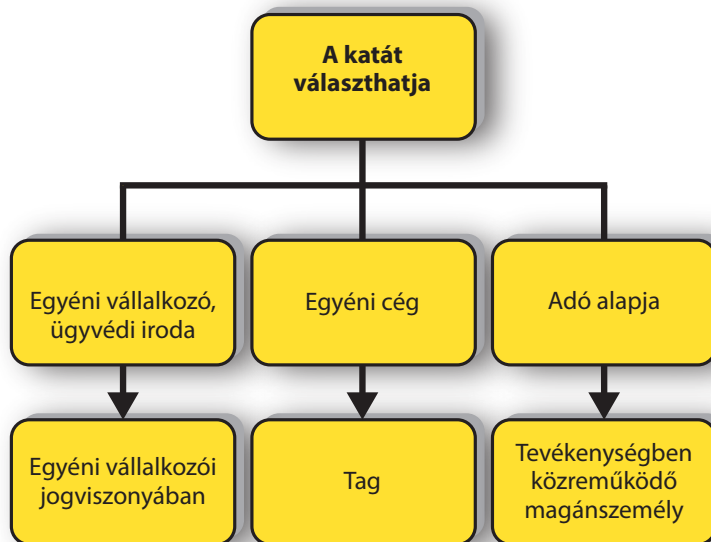 A katát
választhatja
Egyéni vállalkozó,
ügyvédi iroda
Egyéni cég
Adó alapja
Egyéni vállalkozói
jogviszonyában
Tag
Tevékenységben
közreműködő
magánszemély